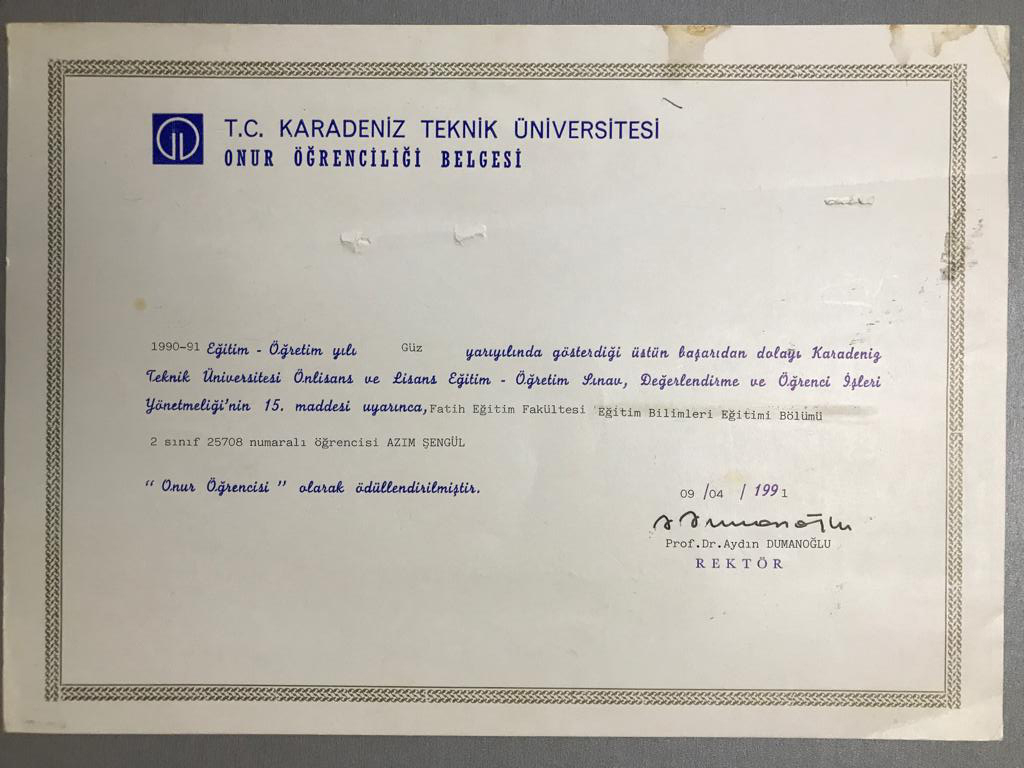 T.C. KARADENİZ TEKNİK ÜNİVERSİTESİ
ONUR ÖĞRENCİLİĞİ BELGESİ
1990-91 Eğitim - Öğretim yılı Güz yarıyılında gösterdiği üstün başarıdan dolayı Karadeniz
Teknik Üniversitesi Önlisans ve Lisans Eğitim - Öğretim Sınav, Değerlendirme ve Öğrenci İşleri
Yönetmeliği'nin 15. maddesi uyarınca, Fatih Eğitim Fakültesi Eğitim Bilimleri Eğitimi Bölümü
2 sınıf 25708 numaralı öğrencisi AZIM ŞENGÜL
“ Onur Öğrencisi ” olarak ödüllendirilmiştir.
09 /04 / 1991
Prof.Dr.Aydın DUMANOĞLU
REKTÖR